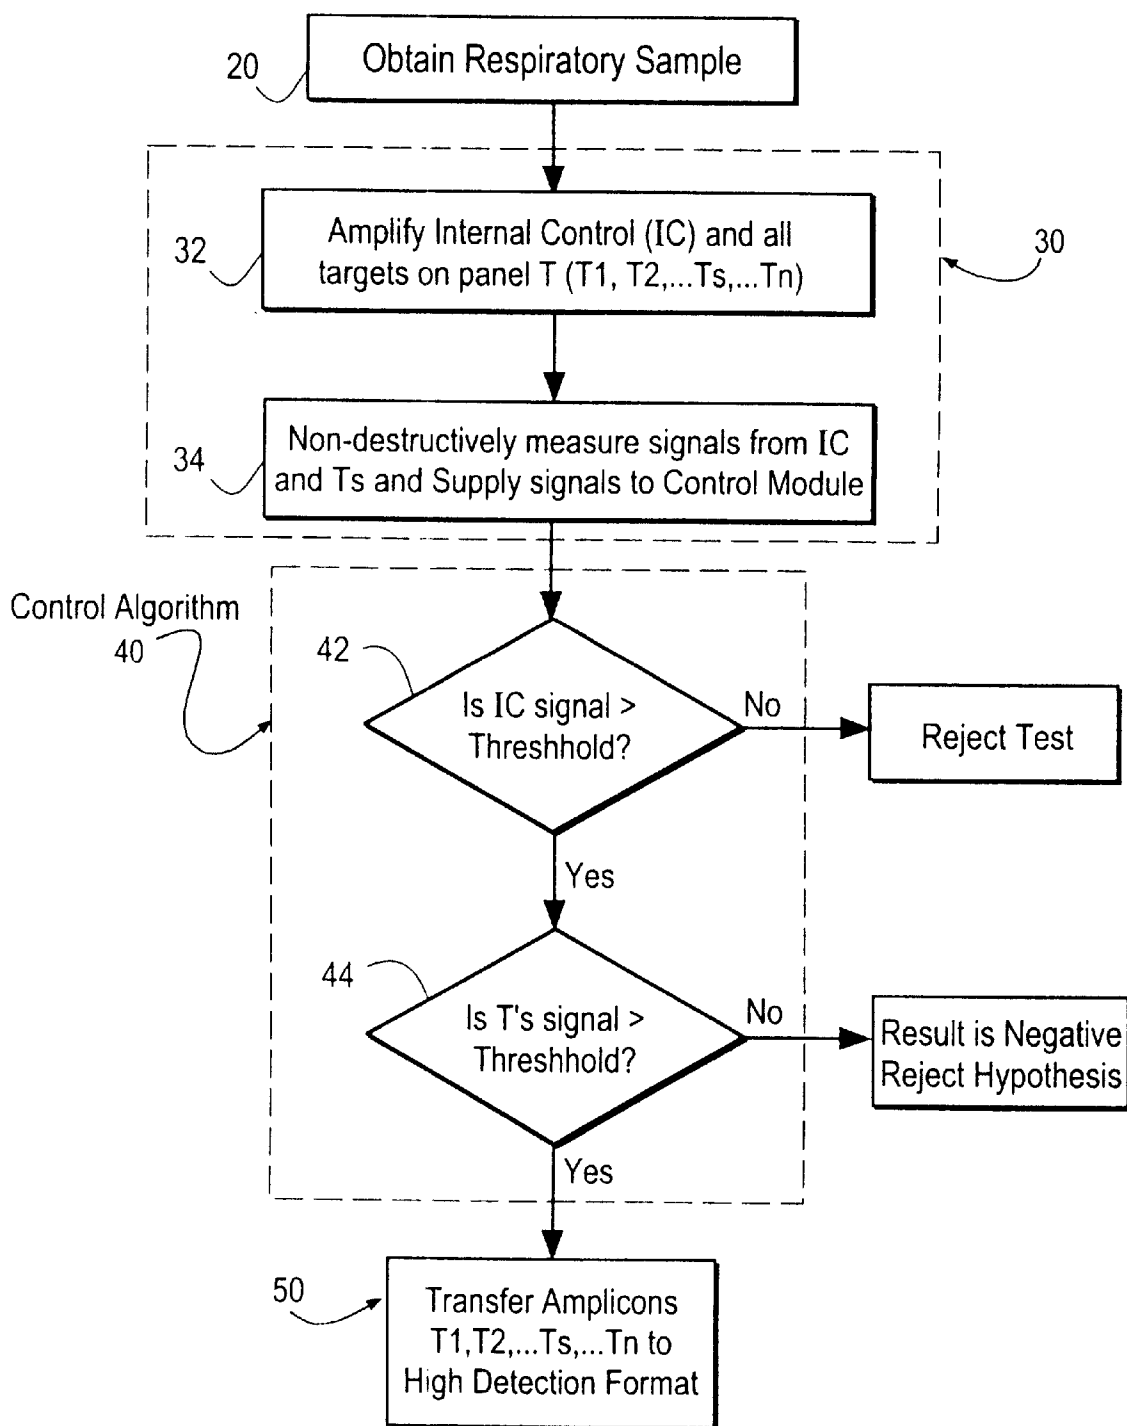 Obtain Respiratory Sample
20
Amplify Internal Control (IC) and all
targets on panel T (T1, T2,...Ts,...Tn)
32
30
Non-destructively measure signals from IC
and Ts and Supply signals to Control Module
34
Control Algorithm
40
42
Is IC signal >
Threshhold?
No
Reject Test
Yes
44
Is T's signal >
Threshhold?
No
Result is Negative
Reject Hypothesis
Yes
50
Transfer Amplicons
T1,T2,...Ts,...Tn to
High Detection Format